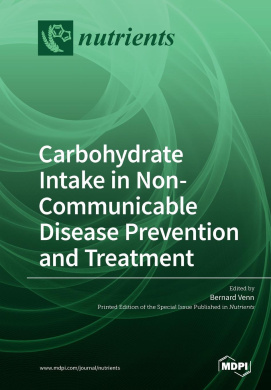 nutrients
Carbohydrate
Intake in Non-
Communicable
Disease Prevention
and Treatment
Edited by
Bernard Venn
Printed Edition of the Special Issue Published in Nutrients
www.mdpi.com/journal/nutrients
MDPI